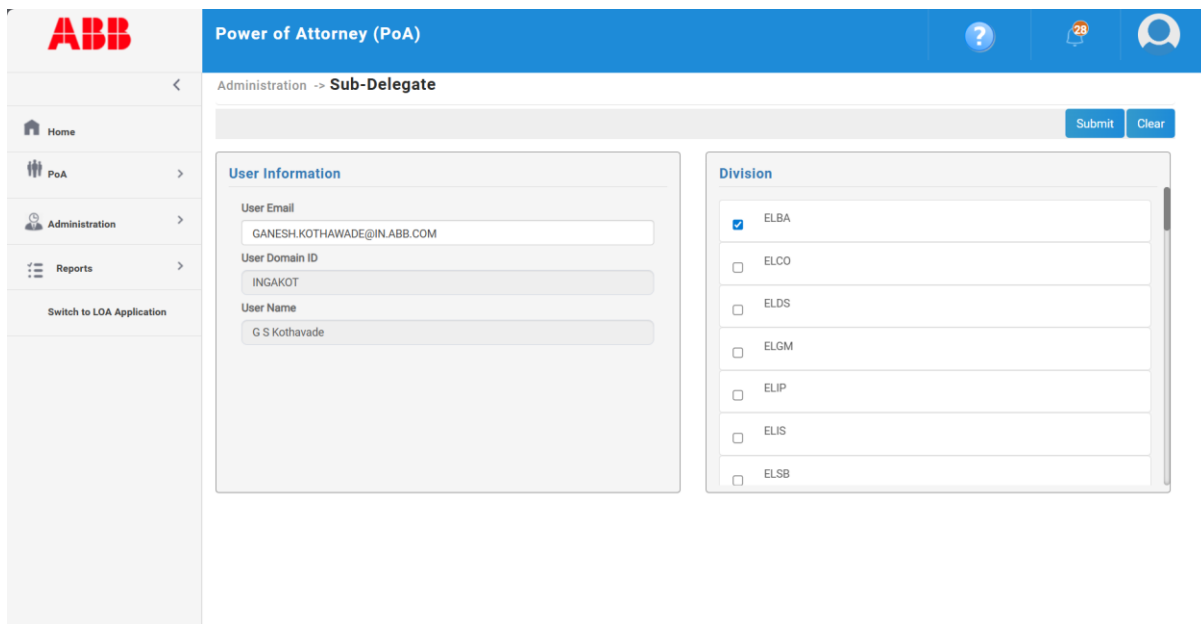 ABB
Power of Attorney (PoA)
?
28
Administration -> Sub-Delegate
Submit
Clear
Home
PoA
Administration
Reports
Switch to LOA Application
User Information
User Email
GANESH.KOTHAWADE@IN.ABB.COM
User Domain ID
INGAKOT
User Name
G S Kothavade
Division
ELBA
ELCO
ELDS
ELGM
ELIP
ELIS
ELSB